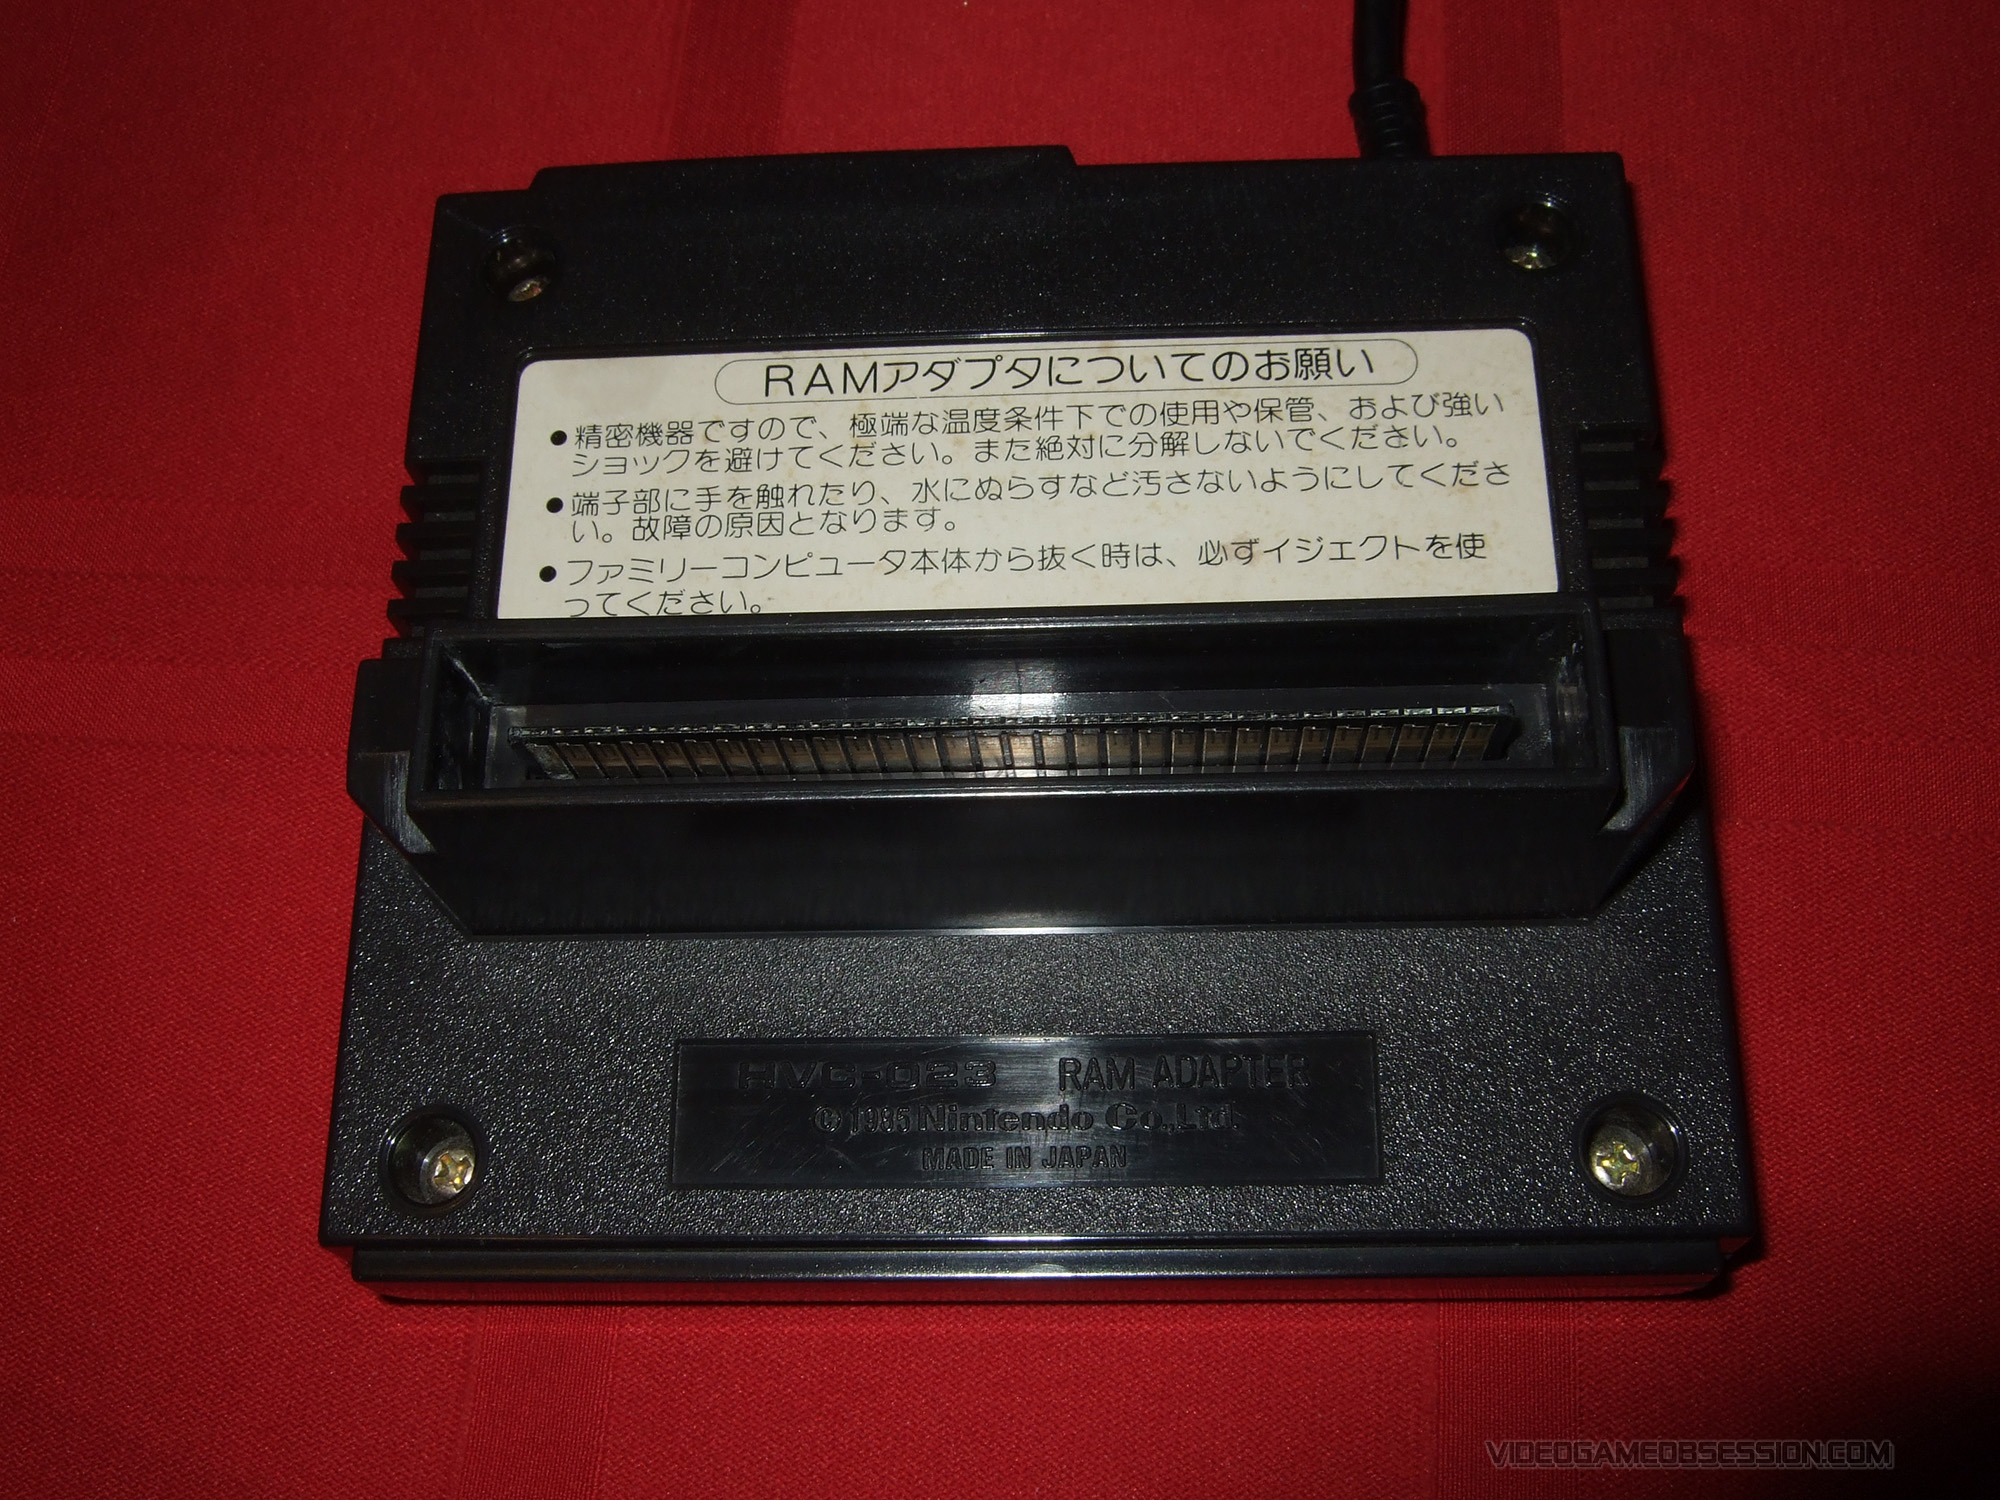 RAMアダプタについてのお願い
●精密機器ですので、極端な温度条件下での使用や保管、および強い
ショックを避けてください。また絶対に分解しないでください。
●端子部に手を触れたり、水にぬらすなど汚さないようにしてくださ
い。故障の原因となります。
●ファミリーコンピュータ本体から抜く時は、必ずイジェクトを使
ってください。
HVC-023 RAM ADAPTER
©1985 Nintendo Co.,Ltd.
MADE IN JAPAN
VIDEOGAMEOBSESSION.COM